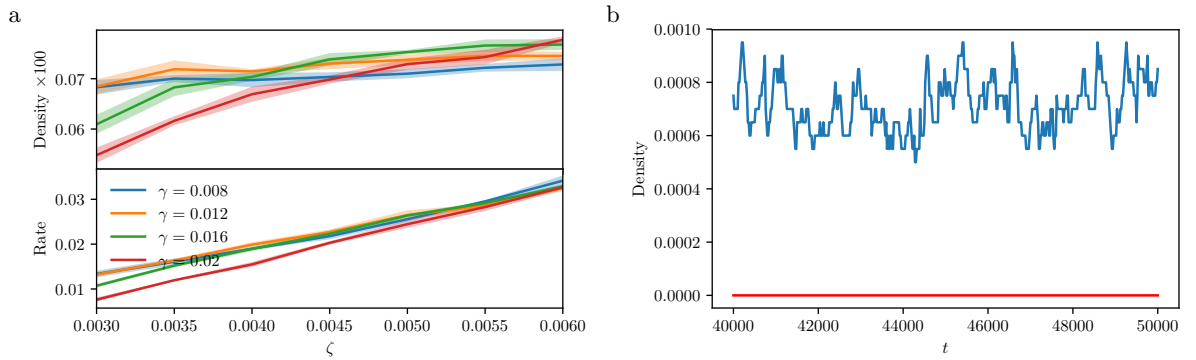 a
Density ×100
0.07
0.06
Rate
0.03
0.02
0.01
γ = 0.008
γ = 0.012
γ = 0.016
γ = 0.02
0.0030 0.0035 0.0040 0.0045 0.0050 0.0055 0.0060
ζ
b
Density
0.0010
0.0008
0.0006
0.0004
0.0002
0.0000
40000 42000 44000 46000 48000 50000
t